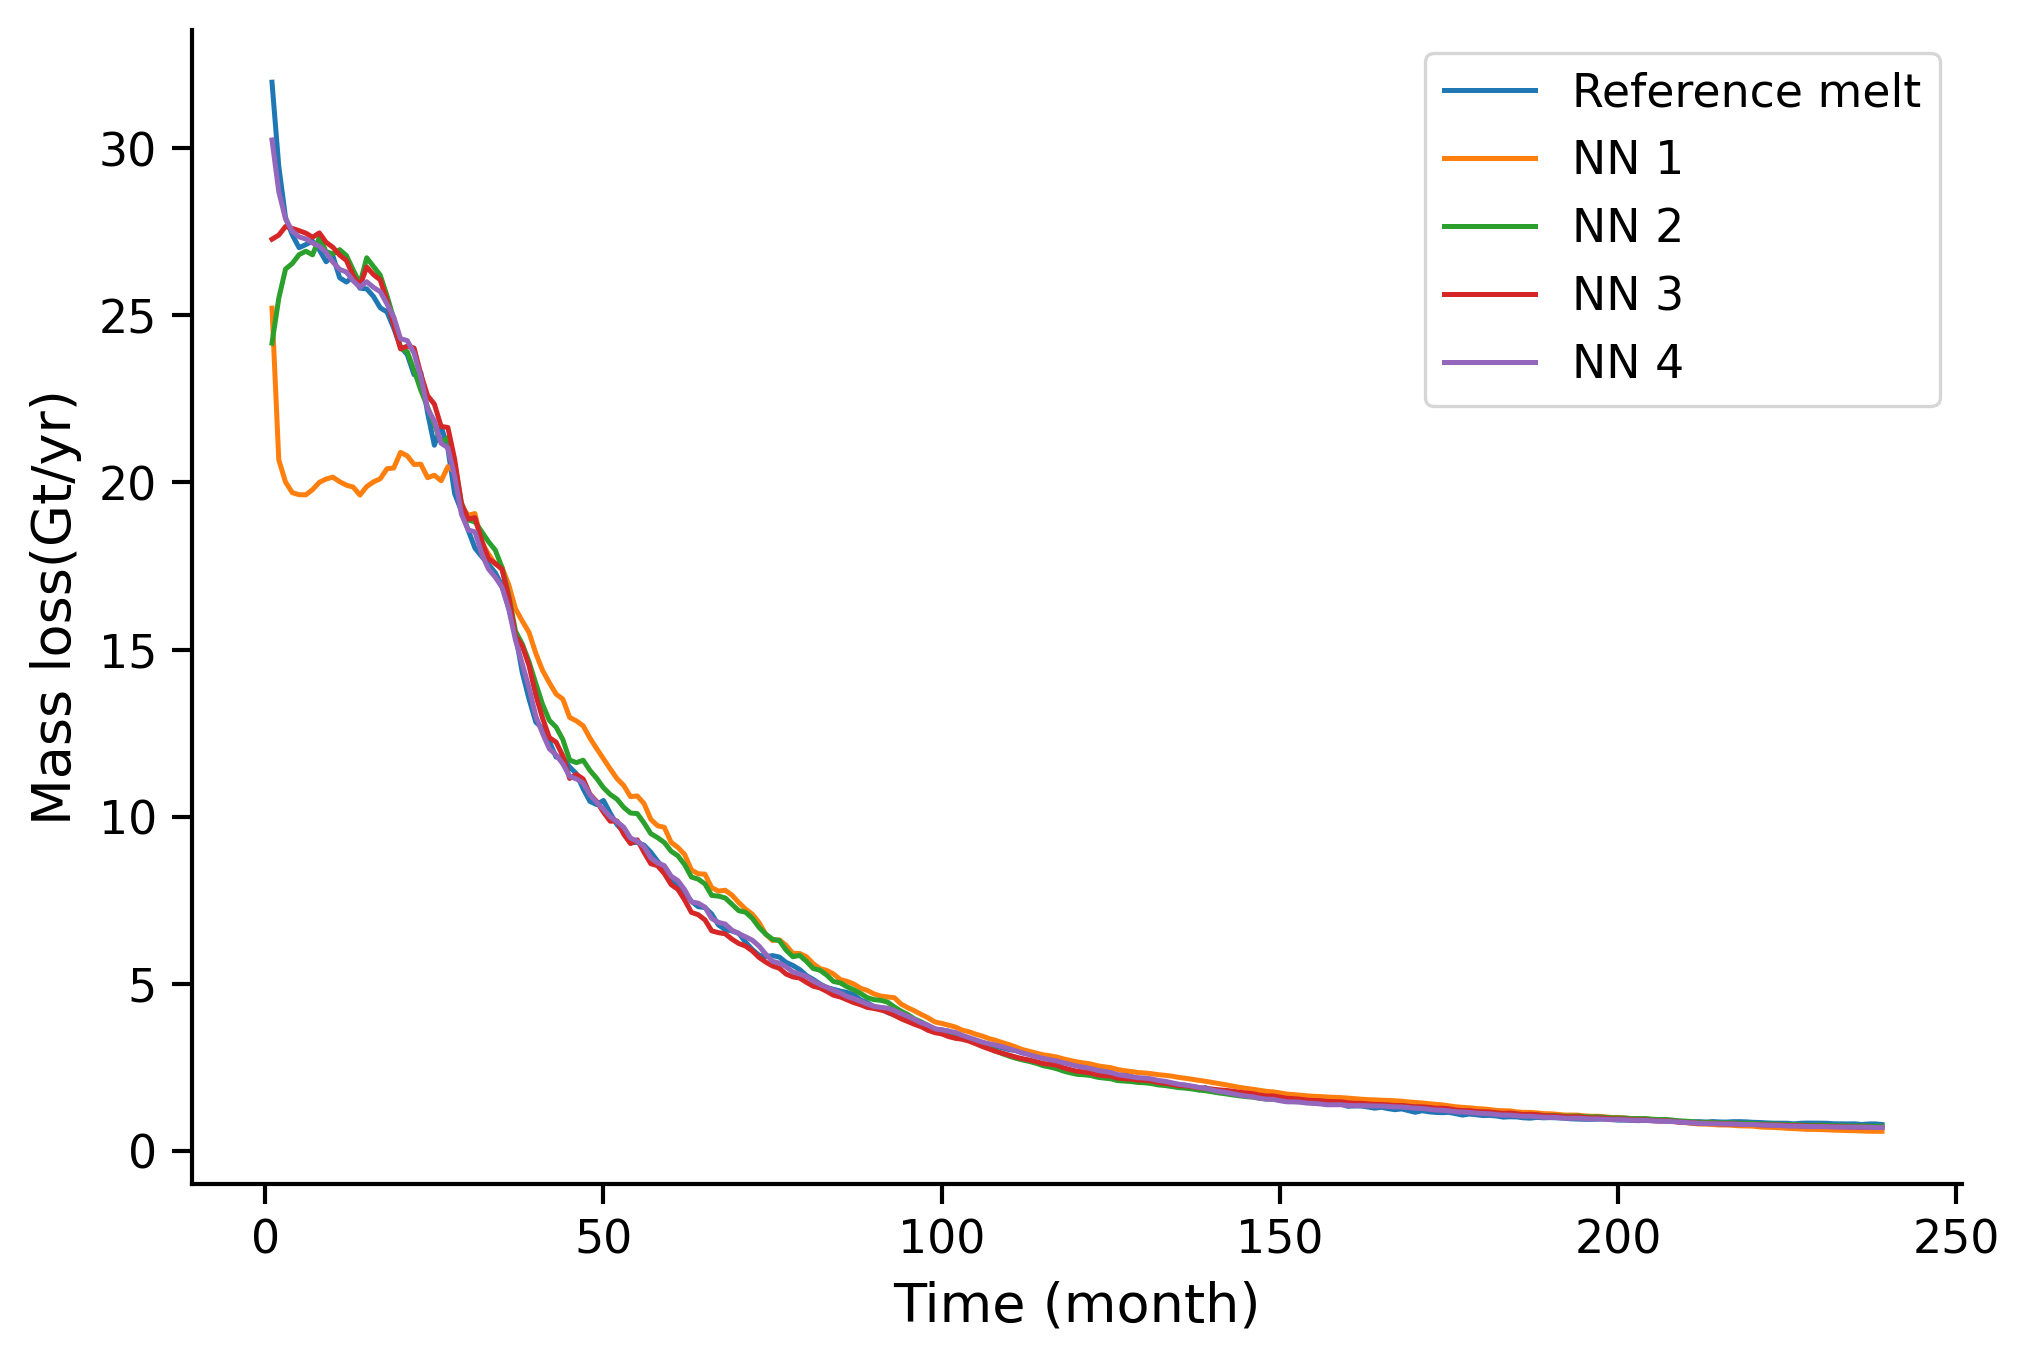 Mass loss(Gt/yr)
30
25
20
15
10
5
0
Reference melt
NN 1
NN 2
NN 3
NN 4
0 50 100 150 200 250
Time (month)